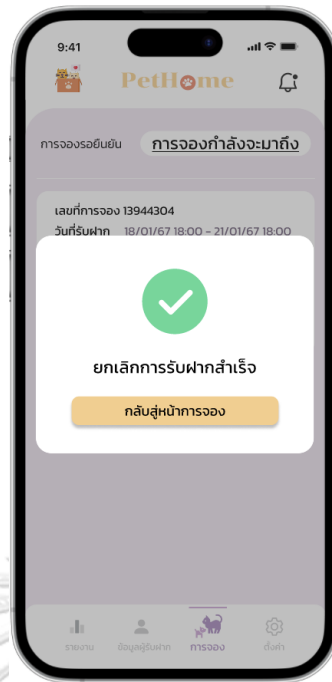 9:41
PetHome
การจองรอยืนยัน การจองกำลังจะมาถึง
เลขที่การจอง 13944304
วันที่รับฝาก 18/01/67 18:00 - 21/01/67 18:00
ยกเลิกการรับฝากสำเร็จ
กลับสู่หน้าการจอง
รายงาน ข้อมูลผู้รับฝาก การจอง ตั้งค่า